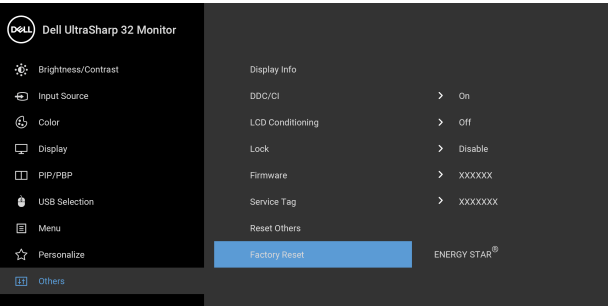 DELL Dell UltraSharp 32 Monitor
Brightness/Contrast Display Info
Input Source DDC/CI On
Color LCD Conditioning Off
Display Lock Disable
PIP/PBP Firmware XXXXXX
USB Selection Service Tag XXXXXXX
Menu Reset Others
Personalize Factory Reset ENERGY STAR®
Others